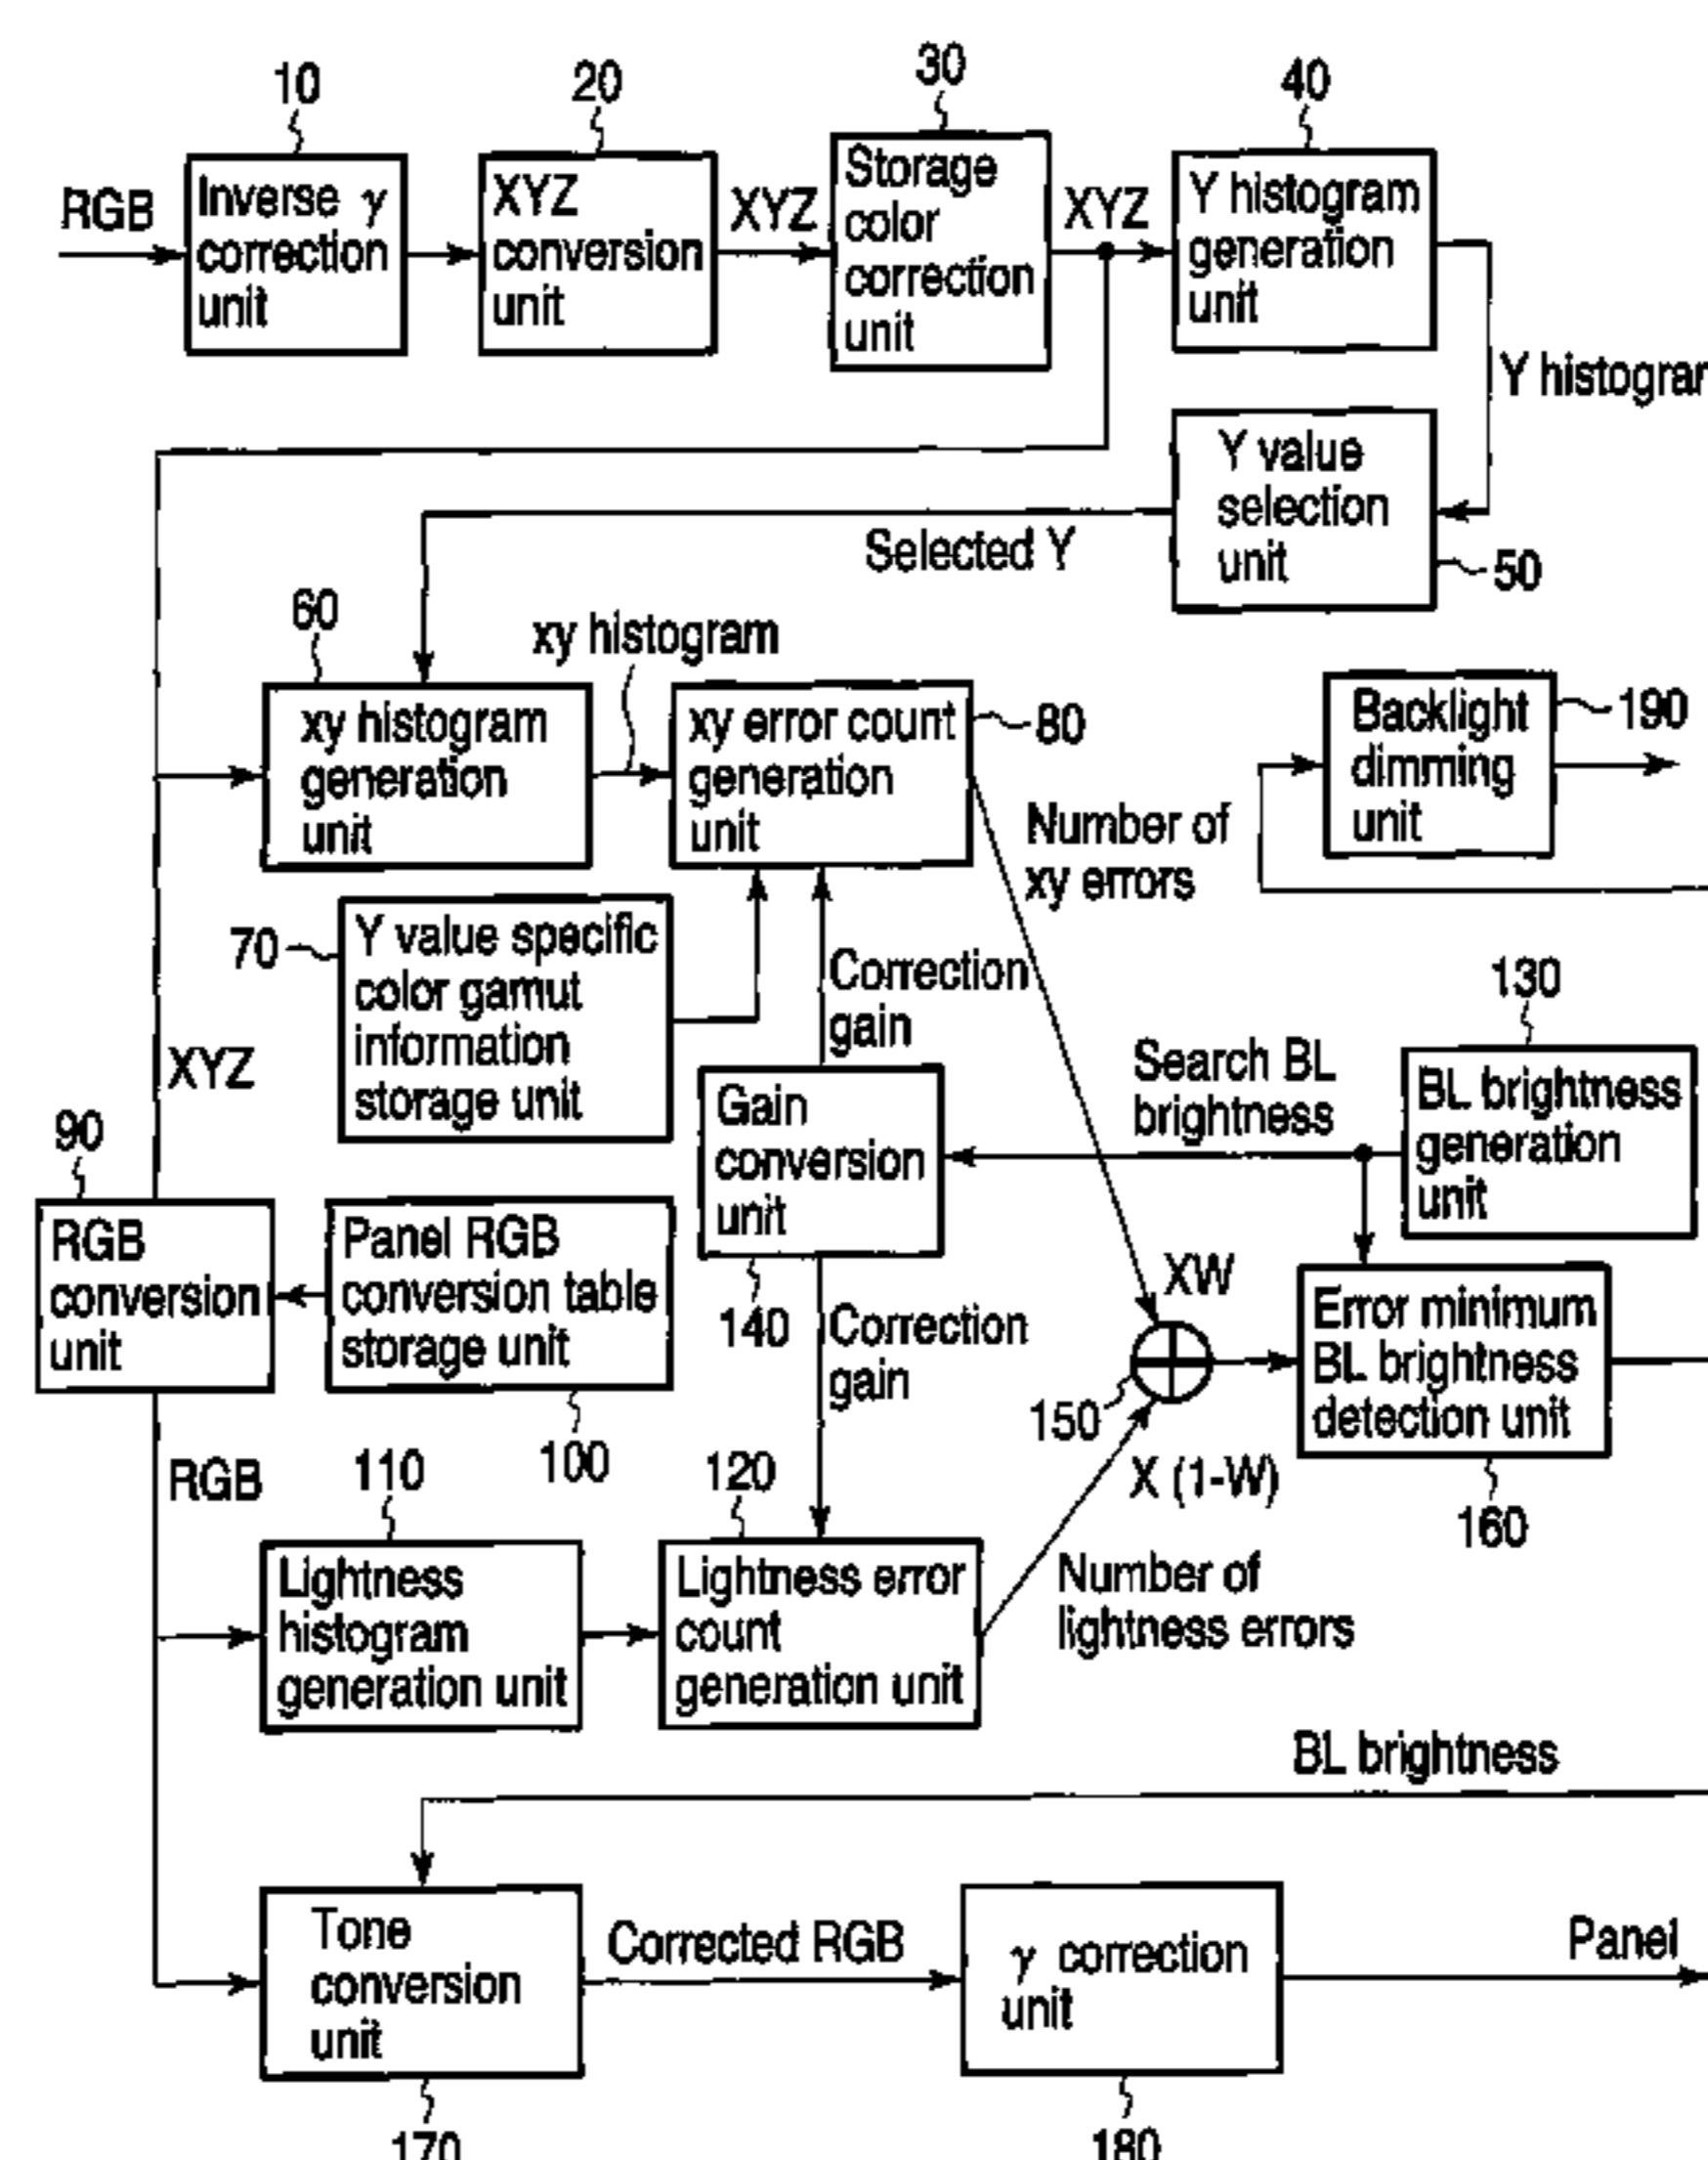 10
20
30
40
RGB
Inverse γ
correction
unit
XYZ
conversion
unit
XYZ
Storage
color
correction
unit
XYZ
Y histogram
generation
unit
Y value
selection
unit
50
Selected Y
60
xy histogram
xy histogram
generation
unit
xy error count
generation
unit
80
Backlight
dimming
unit
190
Number of
xy errors
70
Y value specific
color gamut
information
storage unit
Correction
gain
130
XYZ
Search BL
brightness
BL brightness
generation
unit
Gain
conversion
unit
140
90
RGB
conversion
unit
Panel RGB
conversion table
storage unit
100
Correction
gain
XW
150
X (1-W)
Error minimum
BL brightness
detection unit
160
RGB
110
120
Lightness
histogram
generation unit
Lightness error
count
generation unit
Number of
lightness errors
BL brightness
Tone
conversion
unit
170
Corrected RGB
γ correction
unit
180
Panel
Y